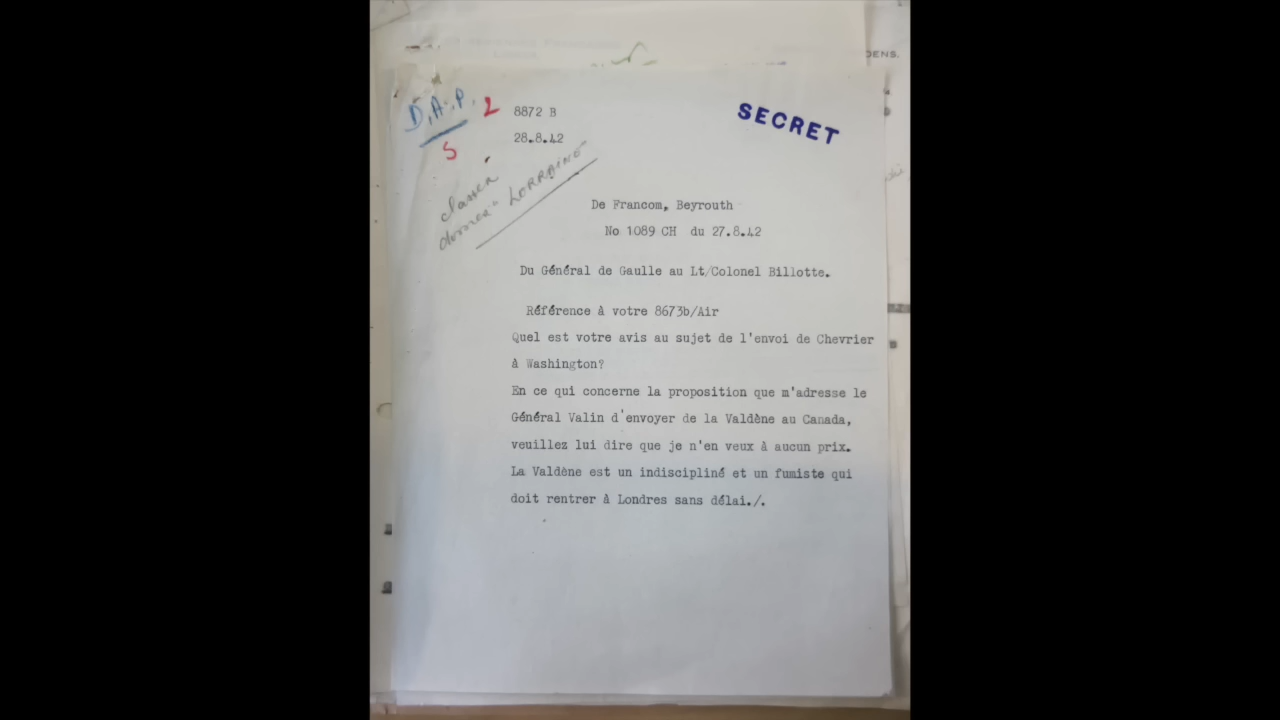 DENS.
D.A.P. 2
5
8872 B
28.8.42
SECRET
classer
dossier "LORRAINE"
De Francom, Beyrouth
No 1089 CH du 27.8.42
Du Général de Gaulle au Lt/Colonel Billotte.
Référence à votre 8673b/Air
Quel est votre avis au sujet de l'envoi de Chevrier
à Washington?
En ce qui concerne la proposition que m'adresse le
Général Valin d'envoyer de la Valdène au Canada,
veuillez lui dire que je n'en veux à aucun prix.
La Valdène est un indiscipliné et un fumiste qui
doit rentrer à Londres sans délai./.